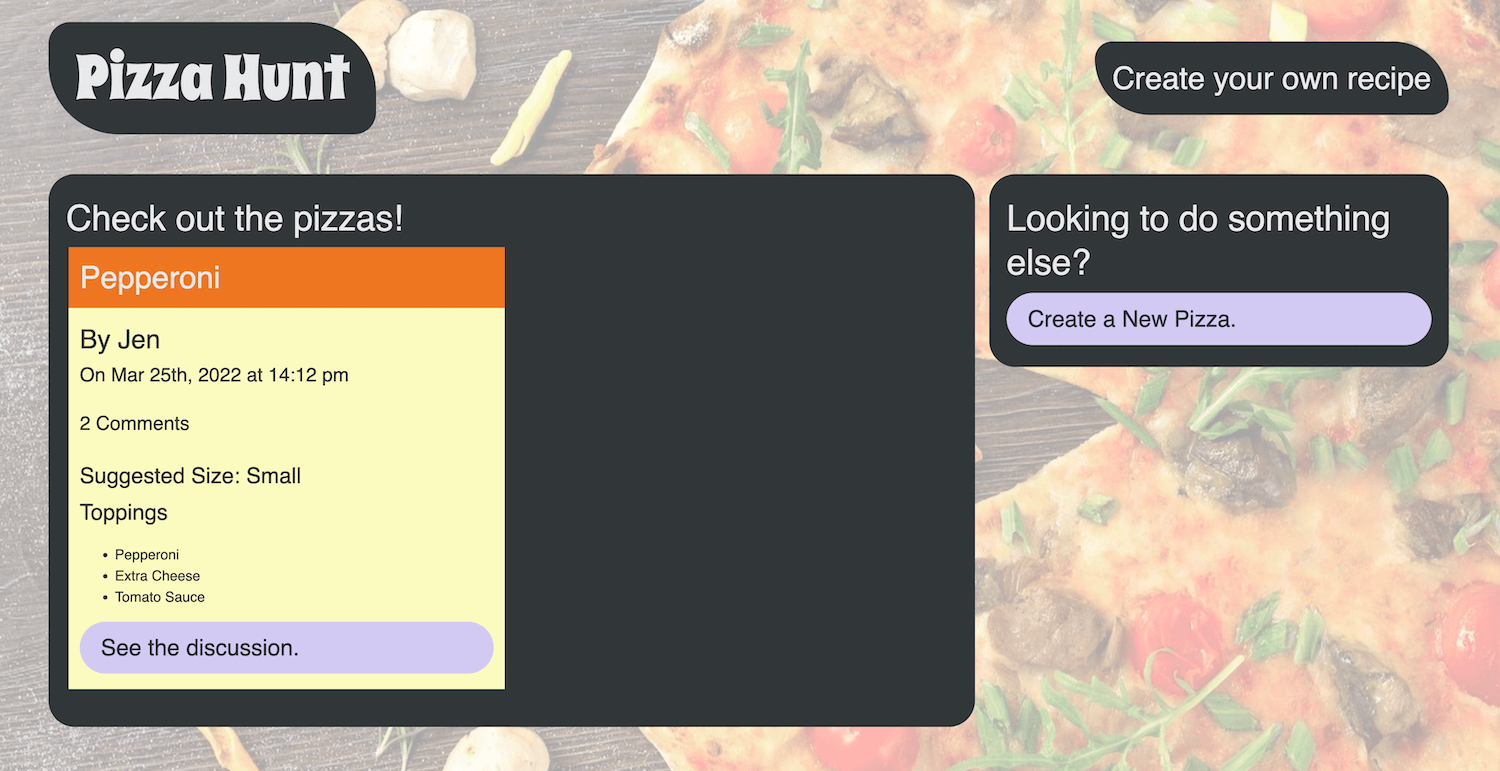 Pizza Hunt
Create your own recipe
Check out the pizzas!
Pepperoni
By Jen
On Mar 25th, 2022 at 14:12 pm
2 Comments
Suggested Size: Small
Toppings
• Pepperoni
• Extra Cheese
• Tomato Sauce
See the discussion.
Looking to do something
else?
Create a New Pizza.